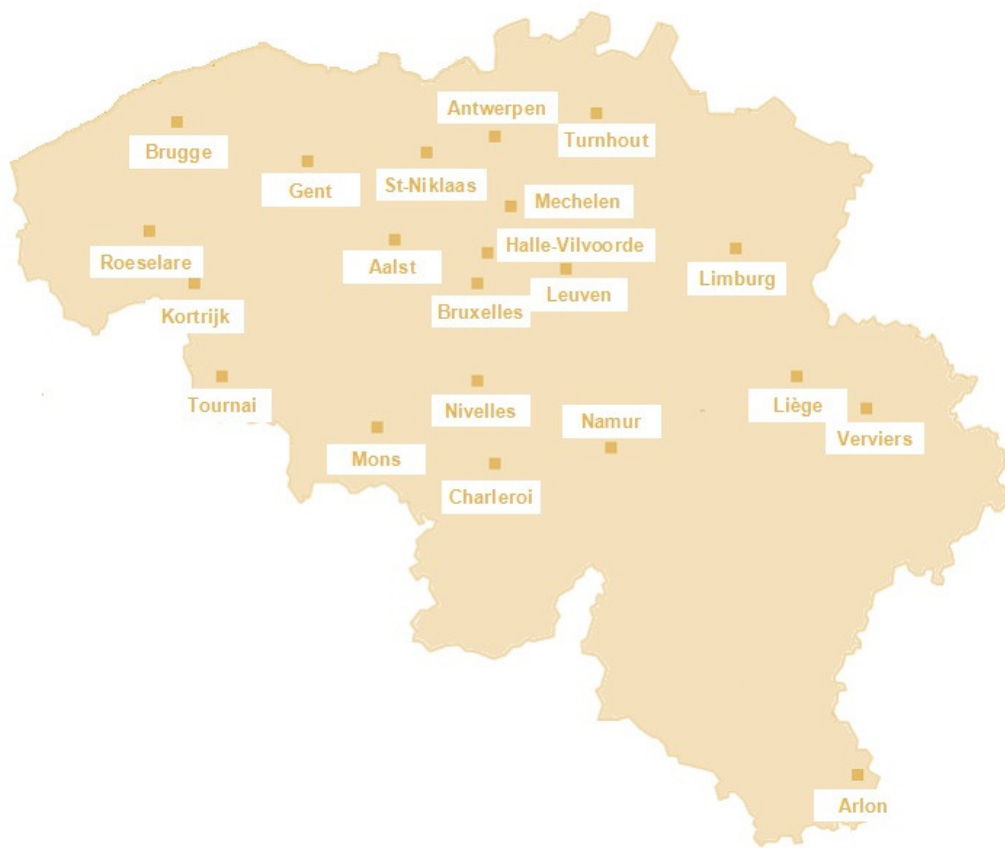 Antwerpen
Turnhout
Brugge
Gent
St-Niklaas
Mechelen
Halle-Vilvoorde
Roeselare
Aalst
Limburg
Leuven
Bruxelles
Kortrijk
Tournai
Nivelles
Liège
Namur
Verviers
Mons
Charleroi
Arlon